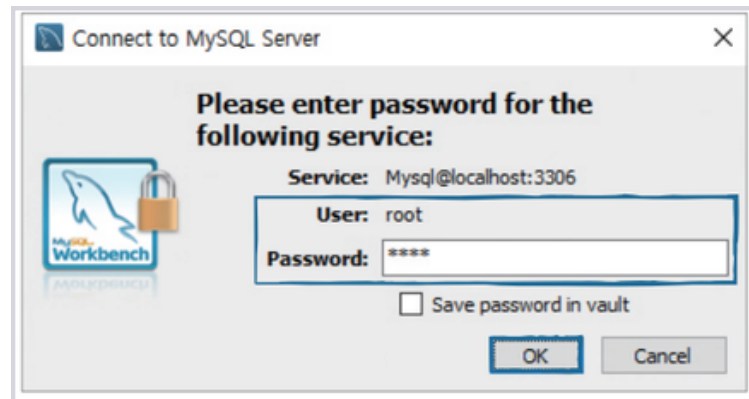 Connect to MySQL Server
Please enter password for the
following service:
Service: Mysql@localhost:3306
User: root
Password: ****
MySQL
Workbench
Save password in vault
OK Cancel